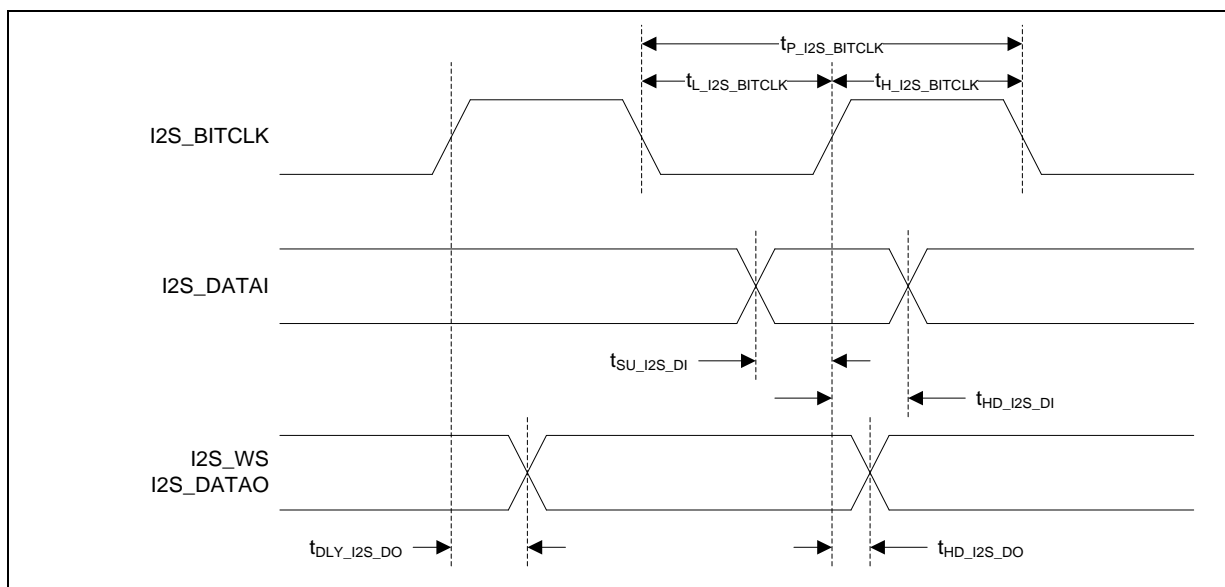 tP_I2S_BITCLK
tL_I2S_BITCLK
tH_I2S_BITCLK
I2S_BITCLK
I2S_DATAI
tSU_I2S_DI
tHD_I2S_DI
I2S_WS
I2S_DATAO
tDLY_I2S_DO
tHD_I2S_DO